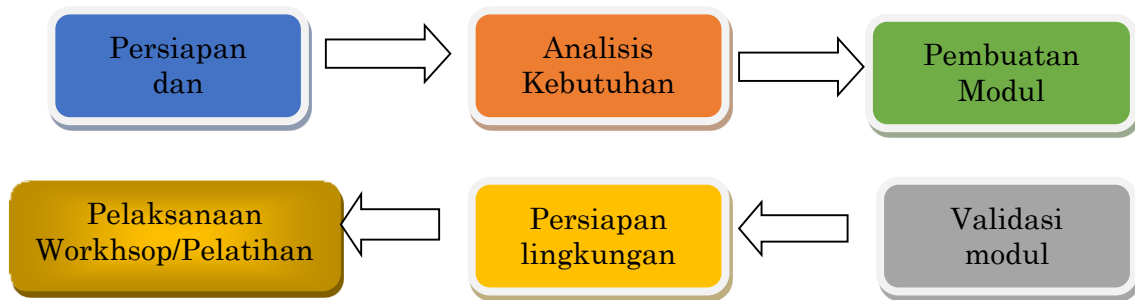 Persiapan
dan
Analisis
Kebutuhan
Pembuatan
Modul
Pelaksanaan
Workhsop/Pelatihan
Persiapan
lingkungan
Validasi
modul